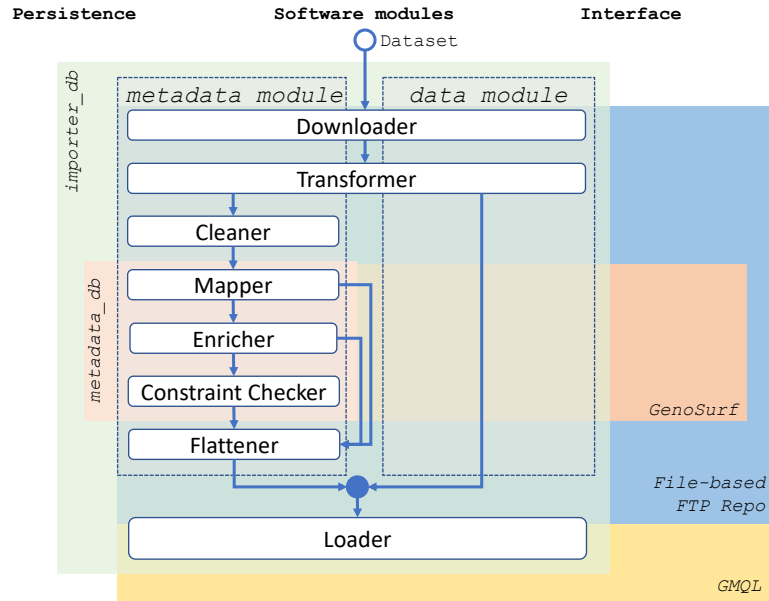 Persistence
Software modules
Interface
Dataset
importer_db
metadata module
data module
Downloader
Transformer
Cleaner
metadata_db
Mapper
Enricher
Constraint Checker
GenoSurf
Flattener
File-based
FTP Repo
Loader
GMQL